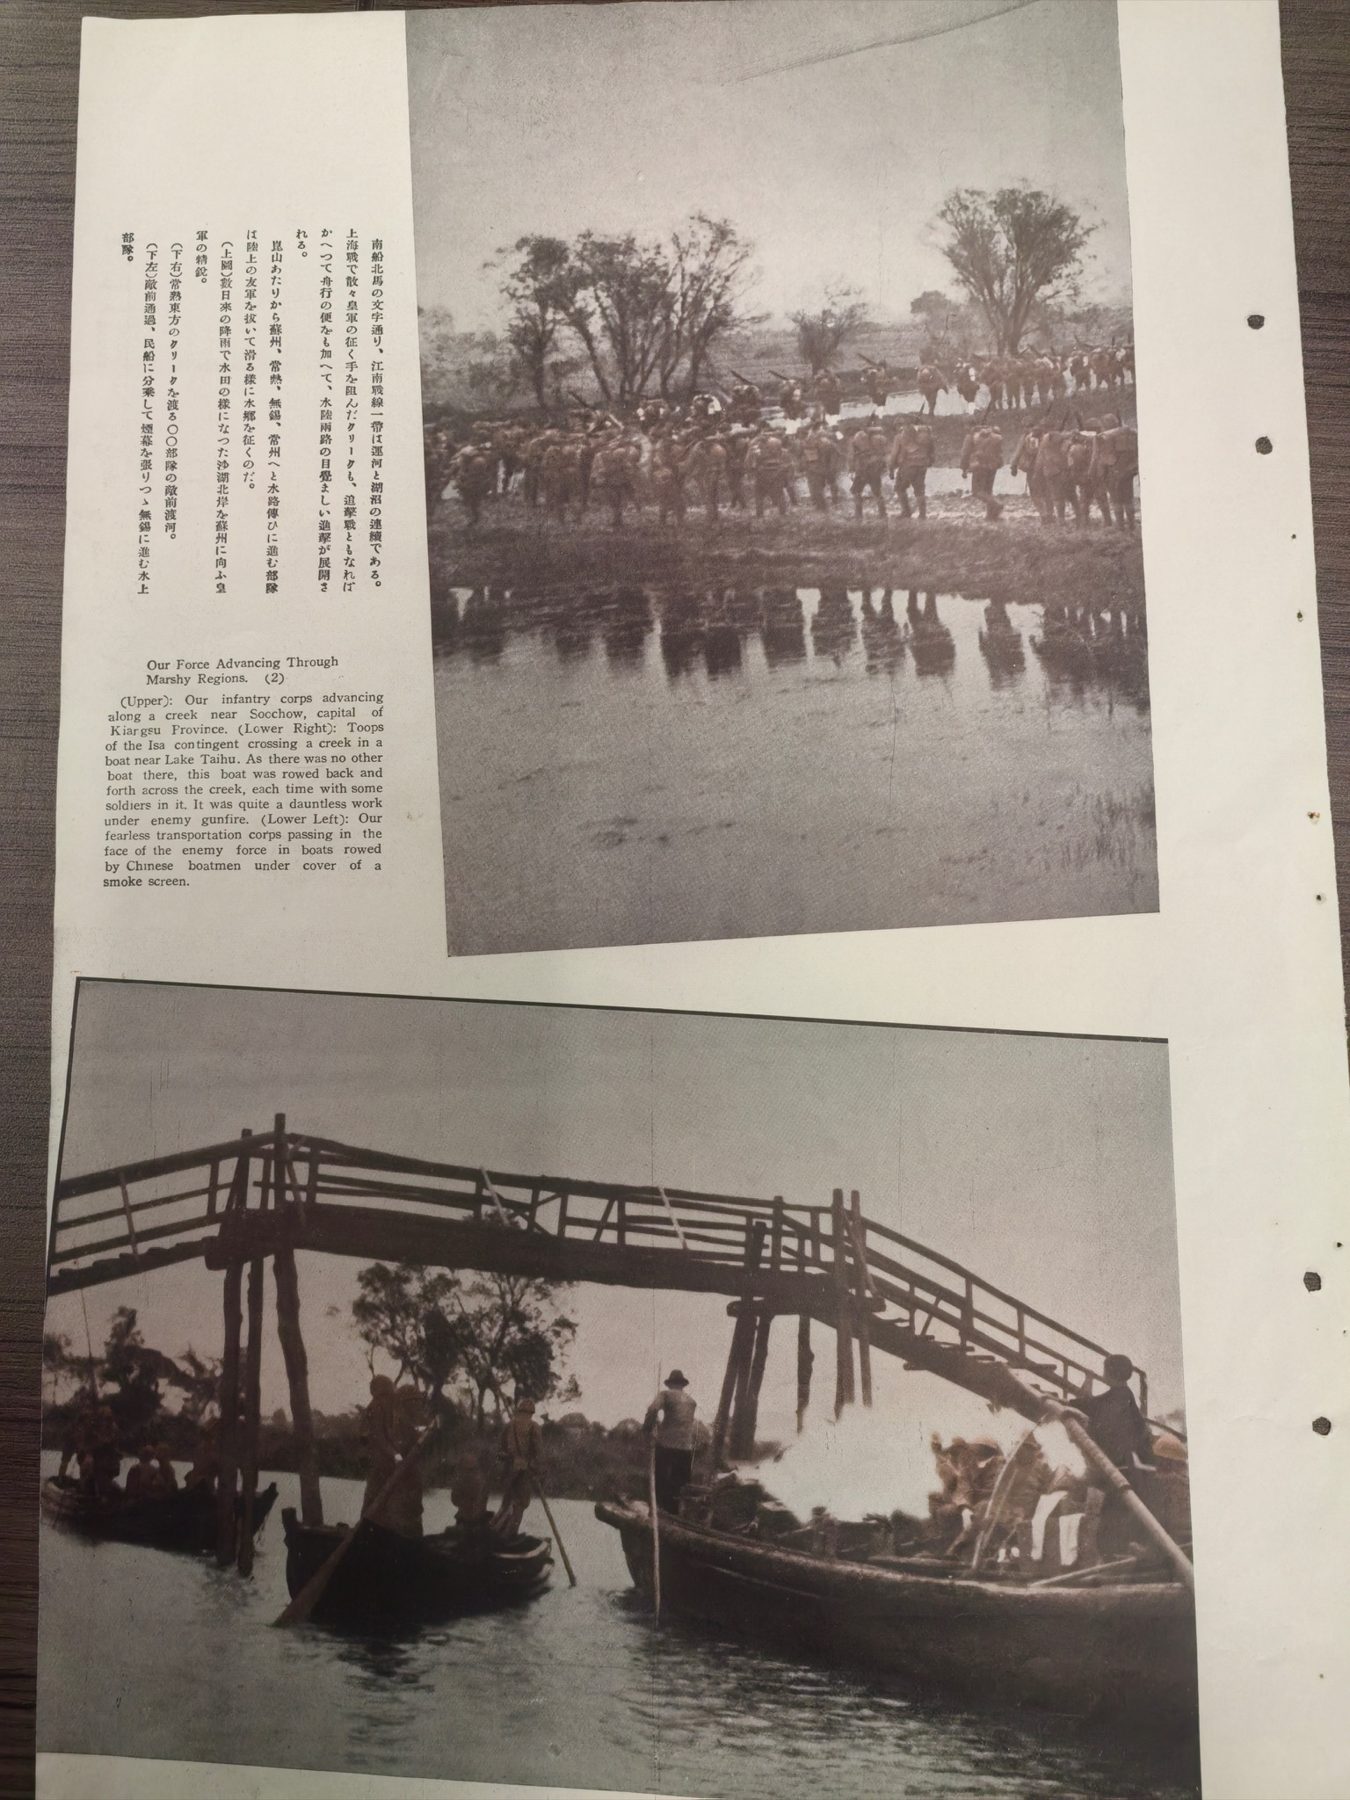 南船北馬の文字通り、江南戰線一帶は運河と湖沼の連續である。
上海戰で散々皇軍の征く手を阻んだクリークも、追擊戰ともなれば
かへつて舟行の便をも加へて、水陸兩路の目覺ましい進擊が展開さ
れる。
崑山あたりから蘇州、常熟、無錫、常州へと水路傳ひに進む部隊
は陸上の友軍を拔いて滑る樣に水鄕を征くのだ。
(上圖)數日來の降雨で水田の樣になつた沙湖北岸を蘇州に向ふ皇
軍の精銳。
(下右)常熟東方のクリークを渡る〇〇部隊の敵前渡河。
(下左)敵前通過、民船に分乘して煙幕を張りつゝ無錫に進む水上
部隊。
Our Force Advancing Through
Marshy Regions. (2)
(Upper): Our infantry corps advancing
along a creek near Socchow, capital of
Kiargsu Province. (Lower Right): Toops
of the Isa contingent crossing a creek in a
boat near Lake Taihu. As there was no other
boat there, this boat was rowed back and
forth across the creek, each time with some
soldiers in it. It was quite a dauntless work
under enemy gunfire. (Lower Left): Our
fearless transportation corps passing in the
face of the enemy force in boats rowed
by Chinese boatmen under cover of a
smoke screen.